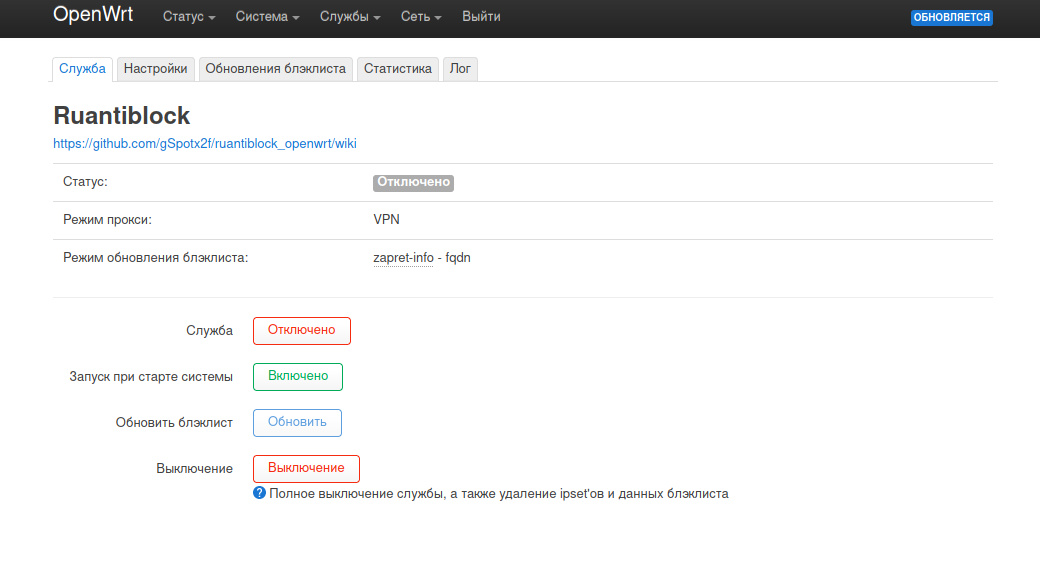 OpenWrt Статус Система Службы Сеть Выйти ОБНОВЛЯЕТСЯ
Служба Настройки Обновления блэклиста Статистика Лог
Ruantiblock
https://github.com/gSpotx2f/ruantiblock_openwrt/wiki
Статус: Отключено
Режим прокси: VPN
Режим обновления блэклиста: zapret-info - fqdn
Служба Отключено
Запуск при старте системы Включено
Обновить блэклист Обновить
Выключение Выключение
? Полное выключение службы, а также удаление ipset'ов и данных блэклиста